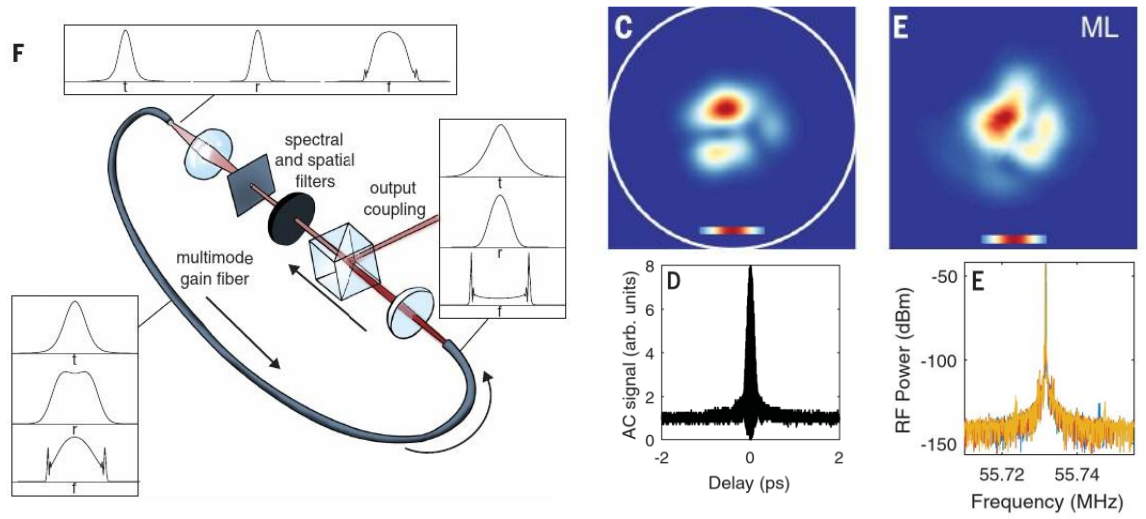 F
t
r
f
spectral
and spatial
filters
output
coupling
t
r
f
multimode
gain fiber
t
r
f
C
E
ML
D
AC signal (arb. units)
8
6
4
2
0
-2
0
2
Delay (ps)
E
RF Power (dBm)
-50
-100
-150
55.72
55.74
Frequency (MHz)